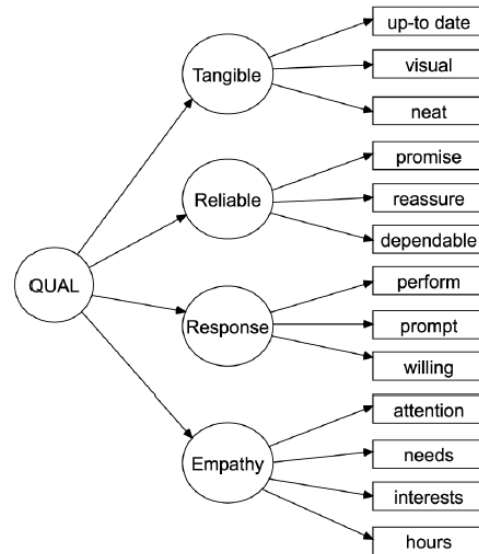 up-to date
visual
Tangible
neat
promise
reassure
Reliable
dependable
QUAL
perform
prompt
Response
willing
attention
needs
Empathy
interests
hours